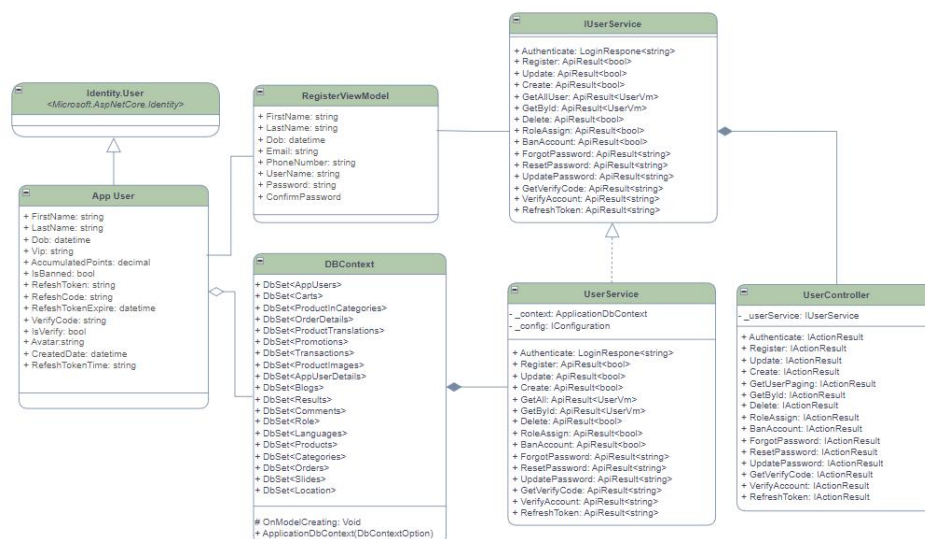 Identity.User
<Microsoft.AspNetCore.Identity>
App User
+ FirstName: string
+ LastName: string
+ Dob: datetime
+ Vip: string
+ AccumulatedPoints: decimal
+ IsBanned: bool
+ RefeshToken: string
+ RefeshCode: string
+ RefeshTokenExpire: datetime
+ VerifyCode: string
+ IsVerify: bool
+ Avatar:string
+ CreatedDate: datetime
+ RefeshTokenTime: string
RegisterViewModel
+ FirstName: string
+ LastName: string
+ Dob: datetime
+ Email: string
+ PhoneNumber: string
+ UserName: string
+ Password: string
+ ConfirmPassword
DBContext
+ DbSet<AppUsers>
+ DbSet<Carts>
+ DbSet<ProductInCategories>
+ DbSet<OrderDetails>
+ DbSet<ProductTranslations>
+ DbSet<Promotions>
+ DbSet<Transactions>
+ DbSet<ProductImages>
+ DbSet<AppUserDetails>
+ DbSet<Blogs>
+ DbSet<Results>
+ DbSet<Comments>
+ DbSet<Role>
+ DbSet<Languages>
+ DbSet<Products>
+ DbSet<Categories>
+ DbSet<Orders>
+ DbSet<Slides>
+ DbSet<Location>
# OnModelCreating: Void
+ ApplicationDbContext(DbContextOption)
IUserService
+ Authenticate: LoginRespone<string>
+ Register: ApiResult<bool>
+ Update: ApiResult<bool>
+ Create: ApiResult<bool>
+ GetAllUser: ApiResult<UserVm>
+ GetById: ApiResult<UserVm>
+ Delete: ApiResult<bool>
+ RoleAssign: ApiResult<bool>
+ BanAccount: ApiResult<bool>
+ ForgotPassword: ApiResult<string>
+ ResetPassword: ApiResult<string>
+ UpdatePassword: ApiResult<string>
+ GetVerifyCode: ApiResult<string>
+ VerifyAccount: ApiResult<string>
+ RefreshToken: ApiResult<string>
UserService
- _context: ApplicationDbContext
- _config: IConfiguration
+ Authenticate: LoginRespone<string>
+ Register: ApiResult<bool>
+ Update: ApiResult<bool>
+ Create: ApiResult<bool>
+ GetAll: ApiResult<UserVm>
+ GetById: ApiResult<UserVm>
+ Delete: ApiResult<bool>
+ RoleAssign: ApiResult<bool>
+ BanAccount: ApiResult<bool>
+ ForgotPassword: ApiResult<string>
+ ResetPassword: ApiResult<string>
+ UpdatePassword: ApiResult<string>
+ GetVerifyCode: ApiResult<string>
+ VerifyAccount: ApiResult<string>
+ RefreshToken: ApiResult<string>
UserController
- _userService: IUserService
+ Authenticate: IActionResult
+ Register: IActionResult
+ Update: IActionResult
+ Create: IActionResult
+ GetUserPaging: IActionResult
+ GetById: IActionResult
+ Delete: IActionResult
+ RoleAssign: IActionResult
+ BanAccount: IActionResult
+ ForgotPassword: IActionResult
+ ResetPassword: IActionResult
+ UpdatePassword: IActionResult
+ GetVerifyCode: IActionResult
+ VerifyAccount: IActionResult
+ RefreshToken: IActionResult